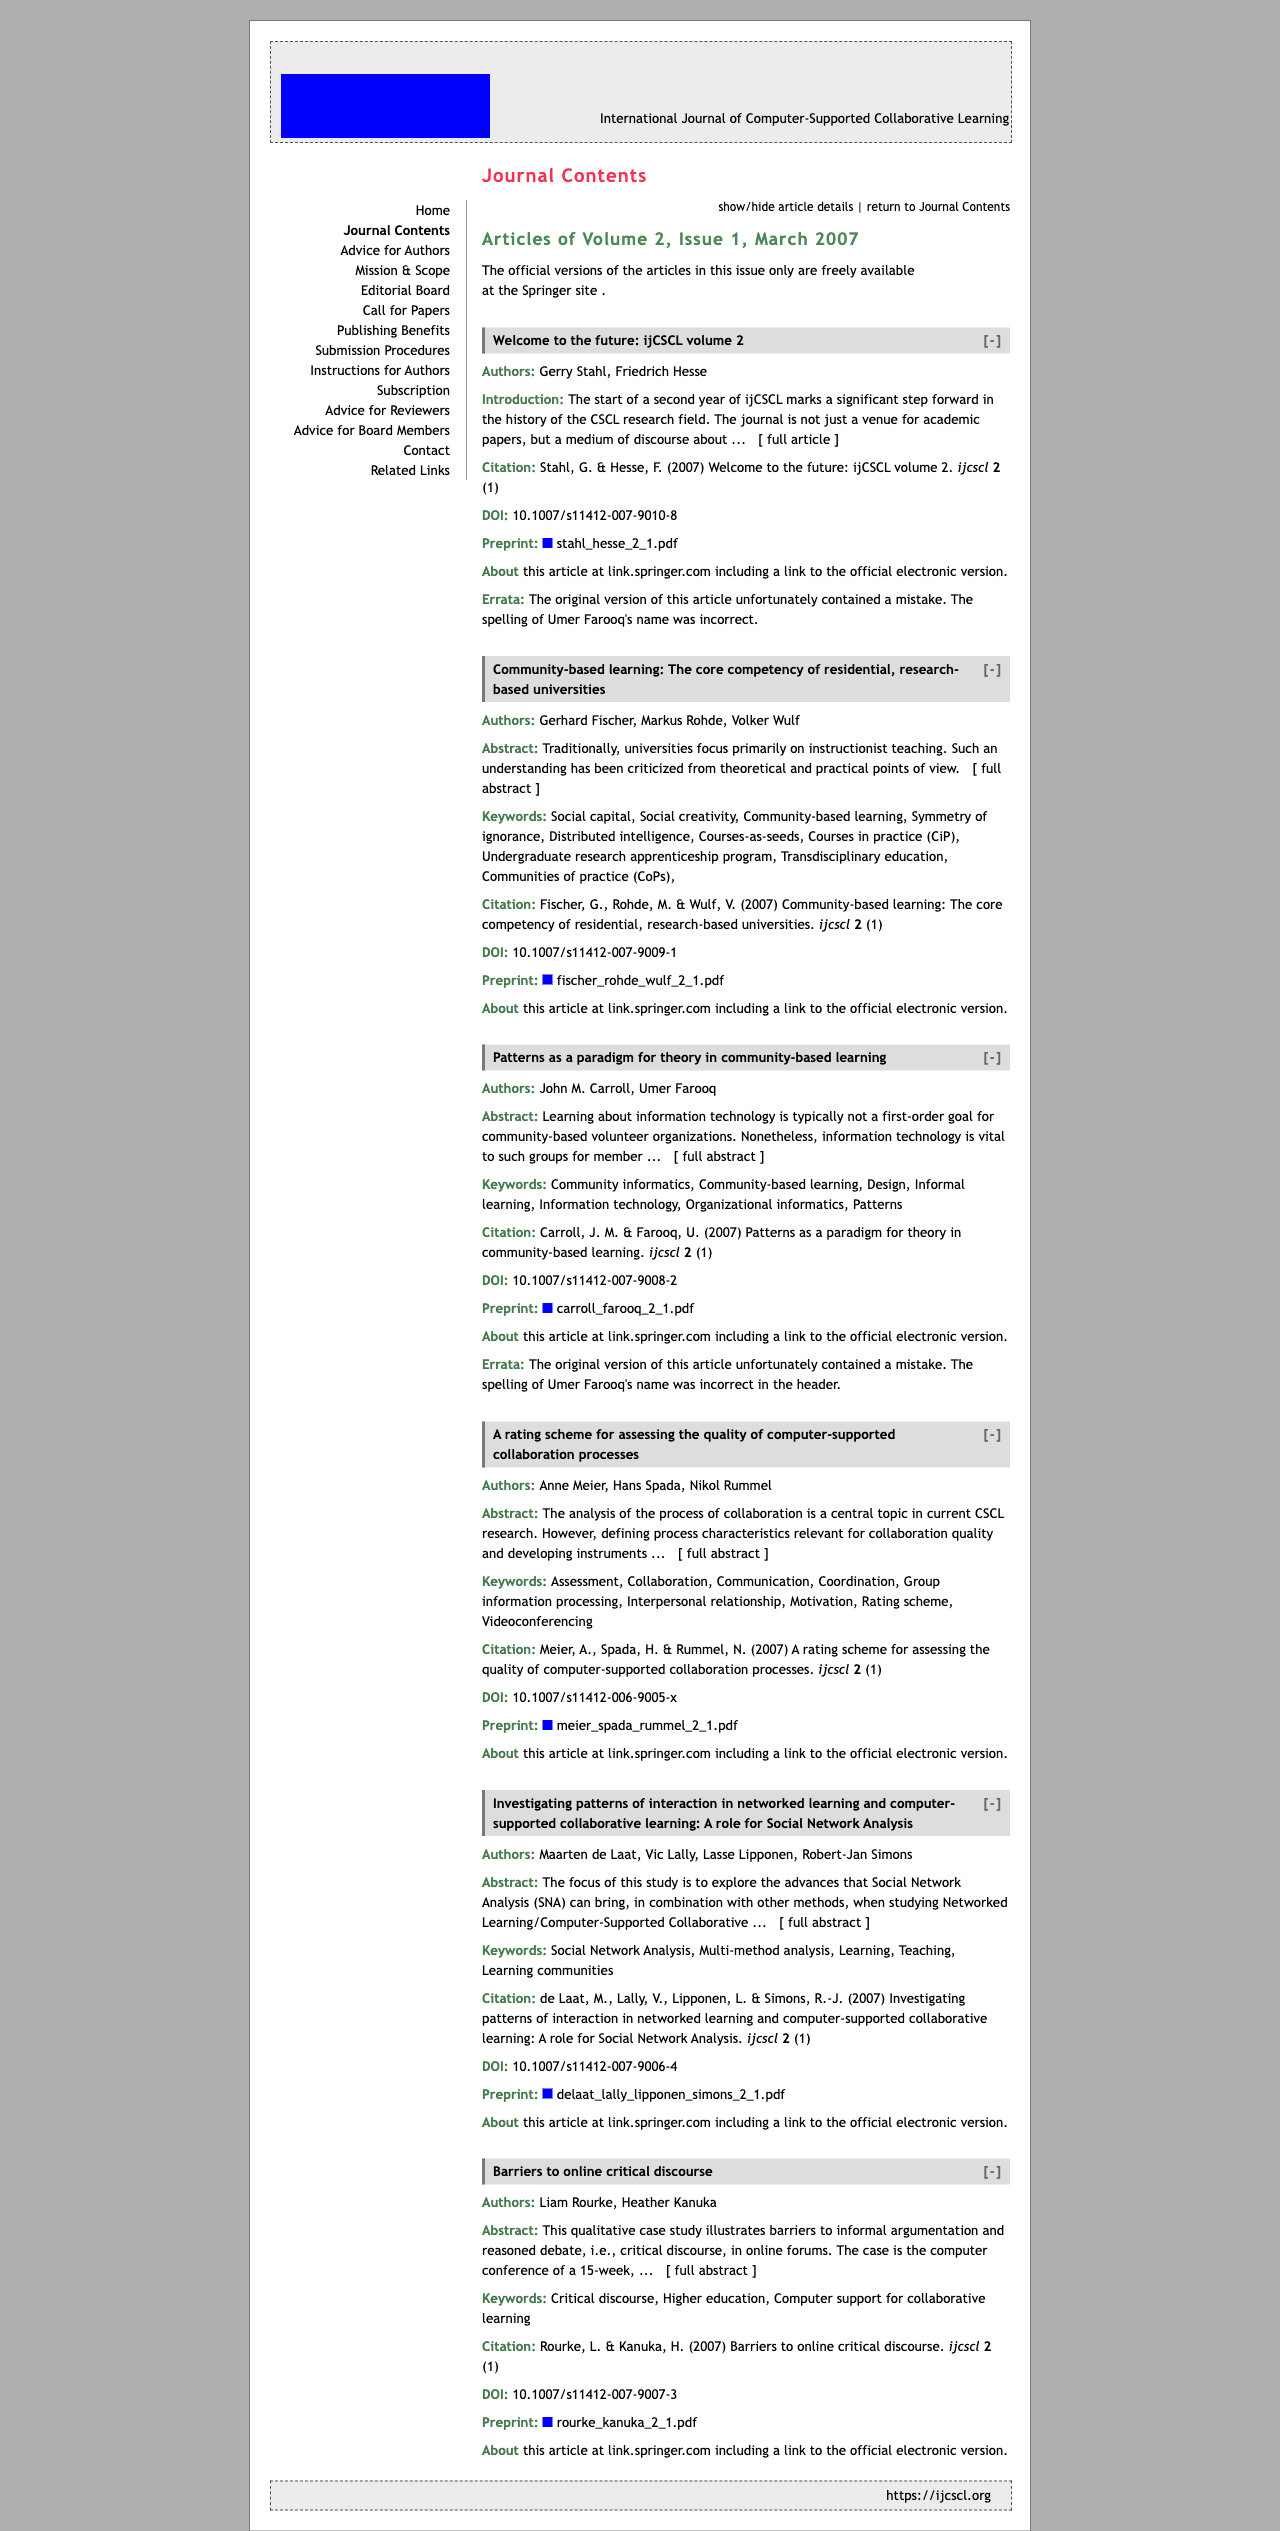 International Journal of Computer-Supported Collaborative Learning
Journal Contents
Home
Journal Contents
Advice for Authors
Mission & Scope
Editorial Board
Call for Papers
Publishing Benefits
Submission Procedures
Instructions for Authors
Subscription
Advice for Reviewers
Advice for Board Members
Contact
Related Links
show/hide article details | return to Journal Contents
Articles of Volume 2, Issue 1, March 2007
The official versions of the articles in this issue only are freely available
at the Springer site .
Welcome to the future: ijCSCL volume 2 [-]
Authors: Gerry Stahl, Friedrich Hesse
Introduction: The start of a second year of ijCSCL marks a significant step forward in
the history of the CSCL research field. The journal is not just a venue for academic
papers, but a medium of discourse about ... [ full article ]
Citation: Stahl, G. & Hesse, F. (2007) Welcome to the future: ijCSCL volume 2. ijcscl 2
(1)
DOI: 10.1007/s11412-007-9010-8
Preprint: stahl_hesse_2_1.pdf
About this article at link.springer.com including a link to the official electronic version.
Errata: The original version of this article unfortunately contained a mistake. The
spelling of Umer Farooq's name was incorrect.
Community-based learning: The core competency of residential, research- [-]
based universities
Authors: Gerhard Fischer, Markus Rohde, Volker Wulf
Abstract: Traditionally, universities focus primarily on instructionist teaching. Such an
understanding has been criticized from theoretical and practical points of view. [ full
abstract ]
Keywords: Social capital, Social creativity, Community-based learning, Symmetry of
ignorance, Distributed intelligence, Courses-as-seeds, Courses in practice (CiP),
Undergraduate research apprenticeship program, Transdisciplinary education,
Communities of practice (CoPs),
Citation: Fischer, G., Rohde, M. & Wulf, V. (2007) Community-based learning: The core
competency of residential, research-based universities. ijcscl 2 (1)
DOI: 10.1007/s11412-007-9009-1
Preprint: fischer_rohde_wulf_2_1.pdf
About this article at link.springer.com including a link to the official electronic version.
Patterns as a paradigm for theory in community-based learning [-]
Authors: John M. Carroll, Umer Farooq
Abstract: Learning about information technology is typically not a first-order goal for
community-based volunteer organizations. Nonetheless, information technology is vital
to such groups for member ... [ full abstract ]
Keywords: Community informatics, Community-based learning, Design, Informal
learning, Information technology, Organizational informatics, Patterns
Citation: Carroll, J. M. & Farooq, U. (2007) Patterns as a paradigm for theory in
community-based learning. ijcscl 2 (1)
DOI: 10.1007/s11412-007-9008-2
Preprint: carroll_farooq_2_1.pdf
About this article at link.springer.com including a link to the official electronic version.
Errata: The original version of this article unfortunately contained a mistake. The
spelling of Umer Farooq's name was incorrect in the header.
A rating scheme for assessing the quality of computer-supported [-]
collaboration processes
Authors: Anne Meier, Hans Spada, Nikol Rummel
Abstract: The analysis of the process of collaboration is a central topic in current CSCL
research. However, defining process characteristics relevant for collaboration quality
and developing instruments ... [ full abstract ]
Keywords: Assessment, Collaboration, Communication, Coordination, Group
information processing, Interpersonal relationship, Motivation, Rating scheme,
Videoconferencing
Citation: Meier, A., Spada, H. & Rummel, N. (2007) A rating scheme for assessing the
quality of computer-supported collaboration processes. ijcscl 2 (1)
DOI: 10.1007/s11412-006-9005-x
Preprint: meier_spada_rummel_2_1.pdf
About this article at link.springer.com including a link to the official electronic version.
Investigating patterns of interaction in networked learning and computer- [-]
supported collaborative learning: A role for Social Network Analysis
Authors: Maarten de Laat, Vic Lally, Lasse Lipponen, Robert-Jan Simons
Abstract: The focus of this study is to explore the advances that Social Network
Analysis (SNA) can bring, in combination with other methods, when studying Networked
Learning/Computer-Supported Collaborative ... [ full abstract ]
Keywords: Social Network Analysis, Multi-method analysis, Learning, Teaching,
Learning communities
Citation: de Laat, M., Lally, V., Lipponen, L. & Simons, R.-J. (2007) Investigating
patterns of interaction in networked learning and computer-supported collaborative
learning: A role for Social Network Analysis. ijcscl 2 (1)
DOI: 10.1007/s11412-007-9006-4
Preprint: delaat_lally_lipponen_simons_2_1.pdf
About this article at link.springer.com including a link to the official electronic version.
Barriers to online critical discourse [-]
Authors: Liam Rourke, Heather Kanuka
Abstract: This qualitative case study illustrates barriers to informal argumentation and
reasoned debate, i.e., critical discourse, in online forums. The case is the computer
conference of a 15-week, ... [ full abstract ]
Keywords: Critical discourse, Higher education, Computer support for collaborative
learning
Citation: Rourke, L. & Kanuka, H. (2007) Barriers to online critical discourse. ijcscl 2
(1)
DOI: 10.1007/s11412-007-9007-3
Preprint: rourke_kanuka_2_1.pdf
About this article at link.springer.com including a link to the official electronic version.
https://ijcscl.org